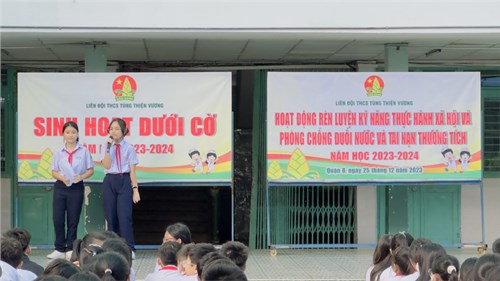 LIÊN ĐỘI THCS TÙNG THIỆN VƯƠNG
SINH HOẠT DƯỚI CỜ
NĂM HỌC 2023-2024
LIÊN ĐỘI THCS TÙNG THIỆN VƯƠNG
HOẠT ĐỘNG RÈN LUYỆN KỸ NĂNG THỰC HÀNH XÃ HỘI VÀ
PHÒNG CHỐNG ĐUỐI NƯỚC VÀ TAI NẠN THƯƠNG TÍCH
NĂM HỌC 2023-2024
Quận 8, ngày 25 tháng 12 năm 2023